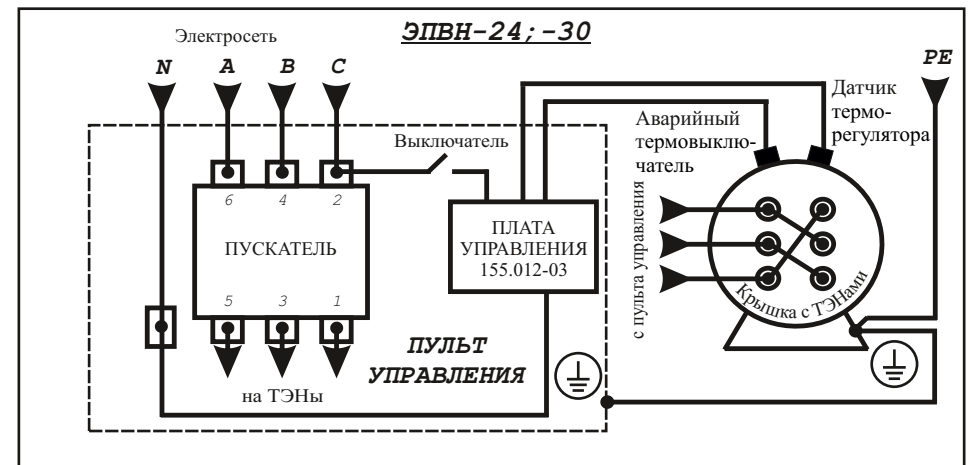 ЭПВН-24;-30
Электросеть
N A B C
PE
Выключатель
Аварийный
термовыклю-
чатель
Датчик
термо-
регулятора
6 4 2
ПУСКАТЕЛЬ
5 3 1
ПЛАТА
УПРАВЛЕНИЯ
155.012-03
с пульта управления
Крышка с ТЭНами
ПУЛЬТ
УПРАВЛЕНИЯ
на ТЭНы